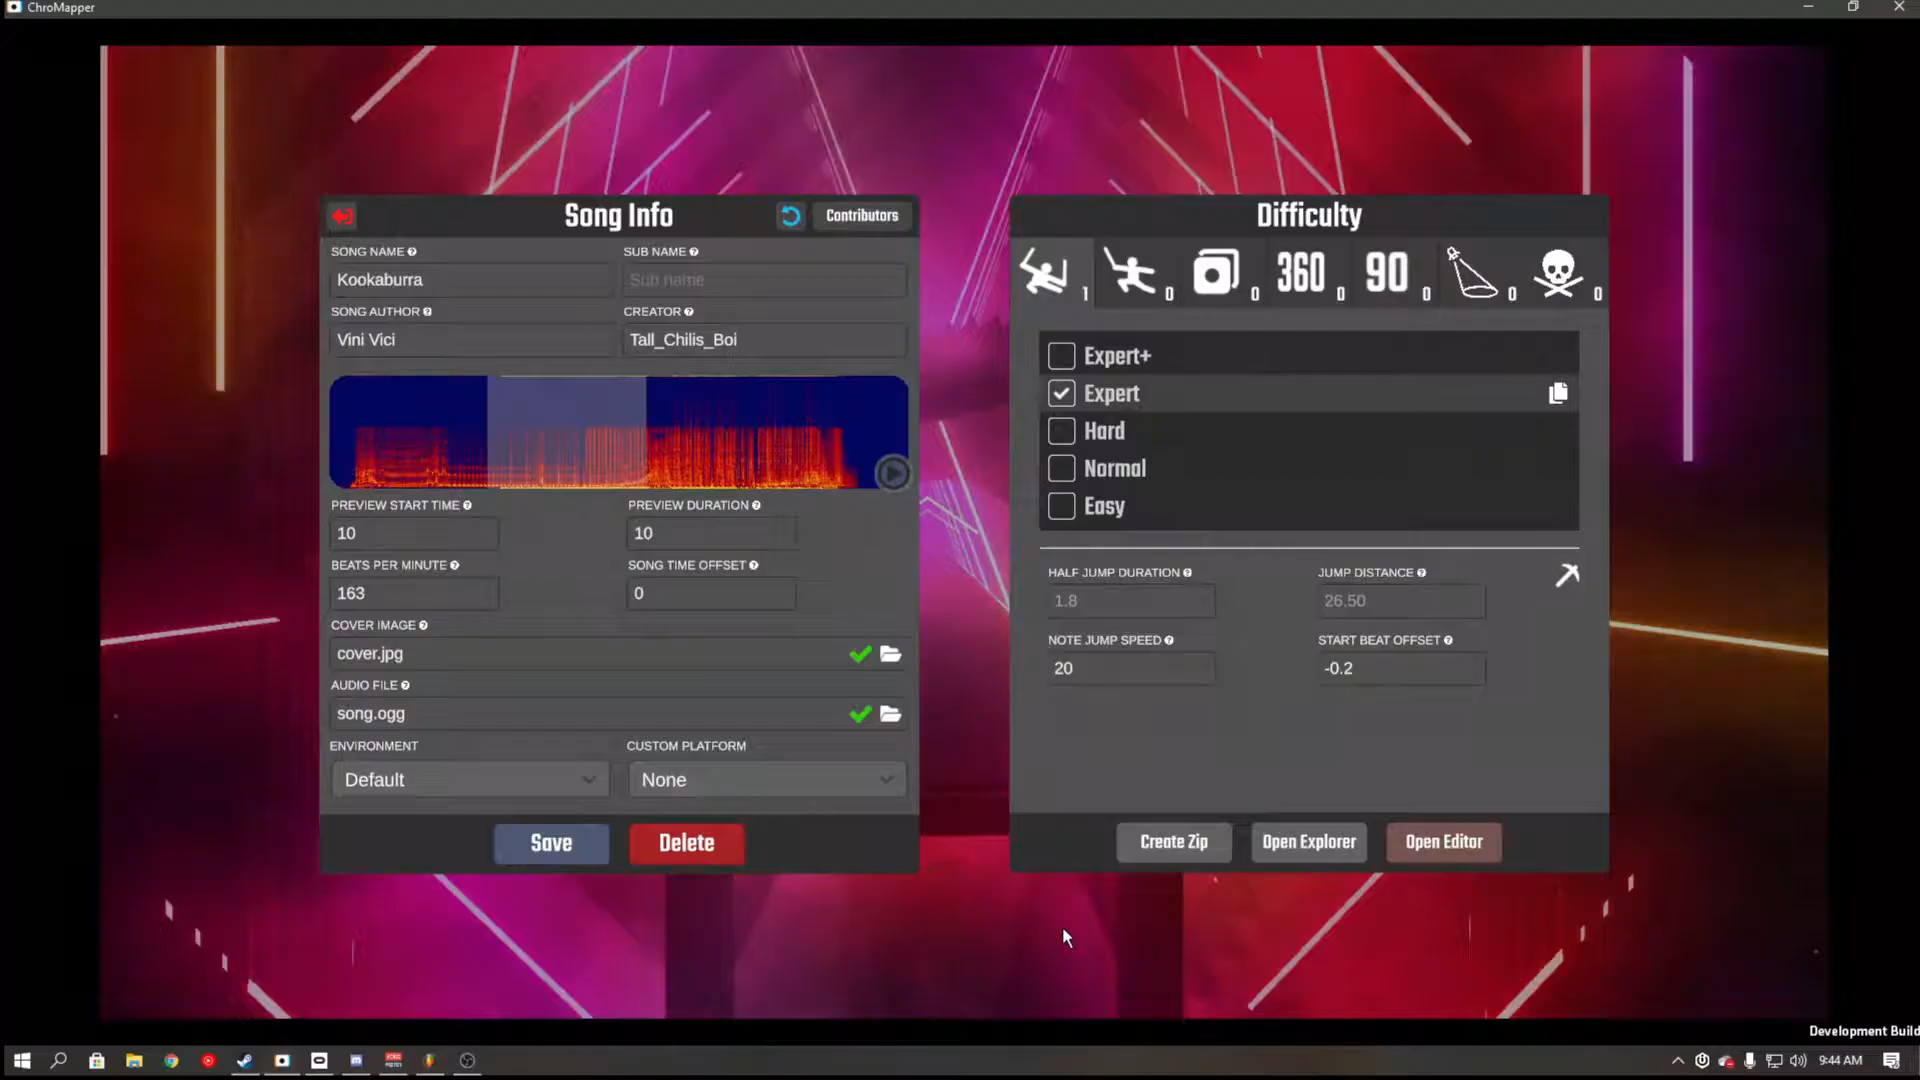 ChroMapper
Song Info
Contributors
SONG NAME
SUB NAME
Kookaburra
Sub name
SONG AUTHOR
CREATOR
Vini Vici
Tall_Chilis_Boi
PREVIEW START TIME
PREVIEW DURATION
10
10
BEATS PER MINUTE
SONG TIME OFFSET
163
0
COVER IMAGE
cover.jpg
AUDIO FILE
song.ogg
ENVIRONMENT
CUSTOM PLATFORM
Default
None
Save
Delete
Difficulty
1
0
0
360
0
90
0
0
0
Expert+
Expert
Hard
Normal
Easy
HALF JUMP DURATION
JUMP DISTANCE
1.8
26.50
NOTE JUMP SPEED
START BEAT OFFSET
20
-0.2
Create Zip
Open Explorer
Open Editor
Development Build
9:44 AM